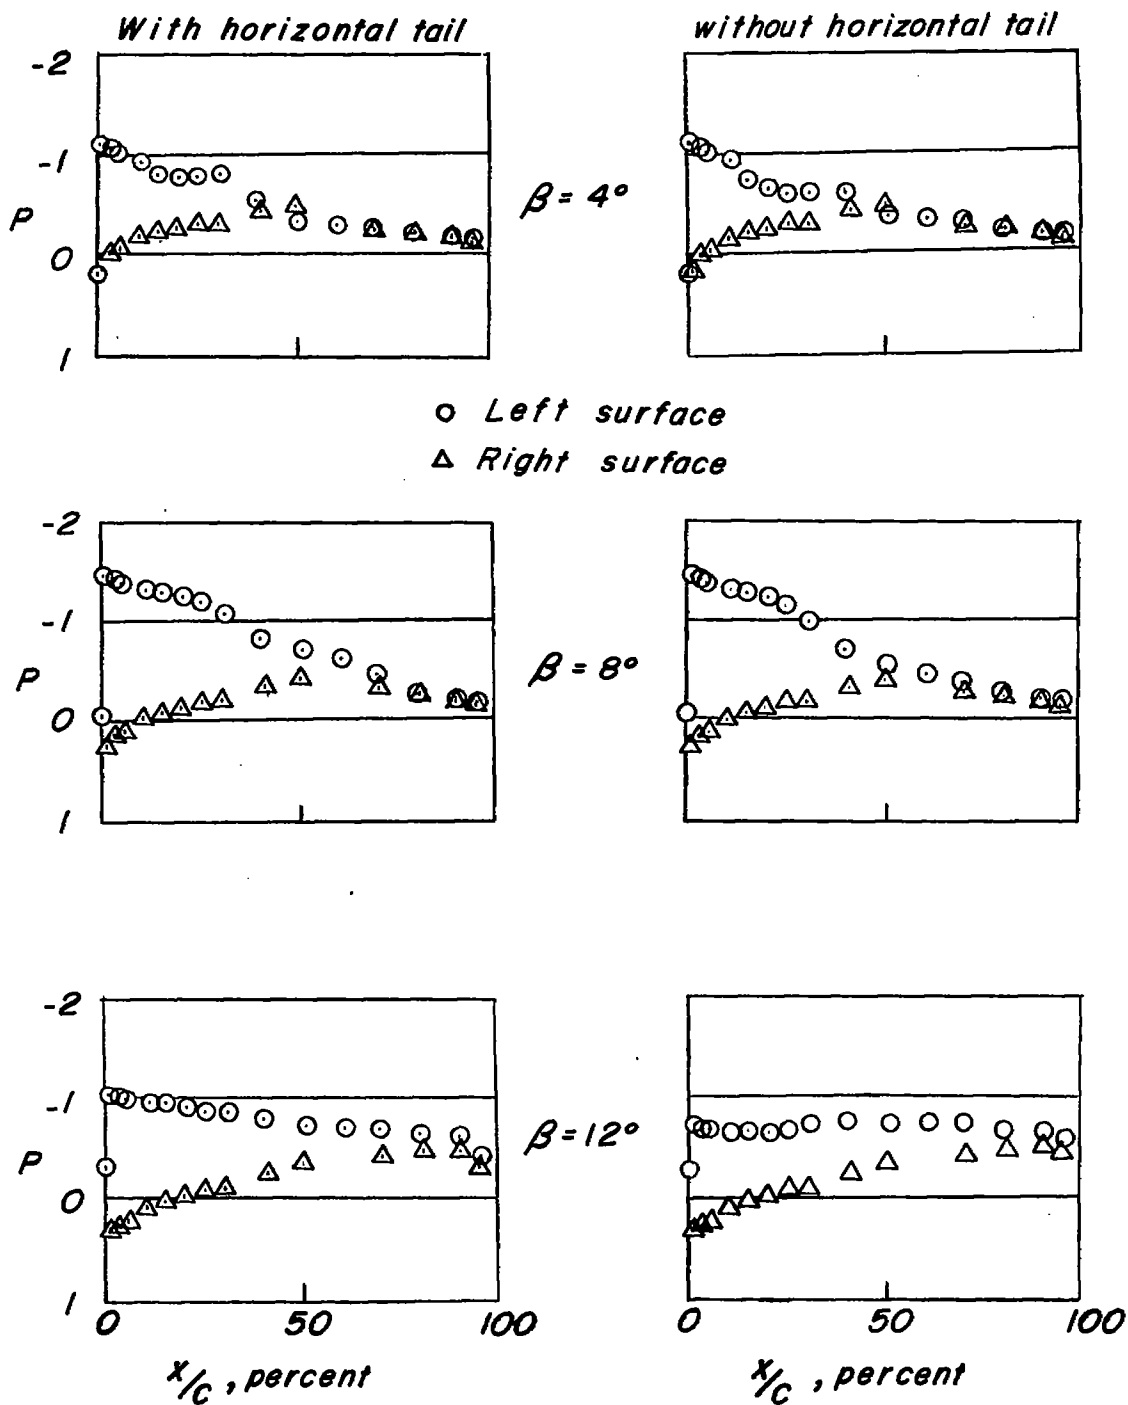 With horizontal tail
without horizontal tail
-2
-1
P
0
1
β = 4°
○ Left surface
△ Right surface
-2
-1
P
0
1
β = 8°
-2
-1
P
0
1
β = 12°
0 50 100
0 50 100
x/c, percent
x/c, percent